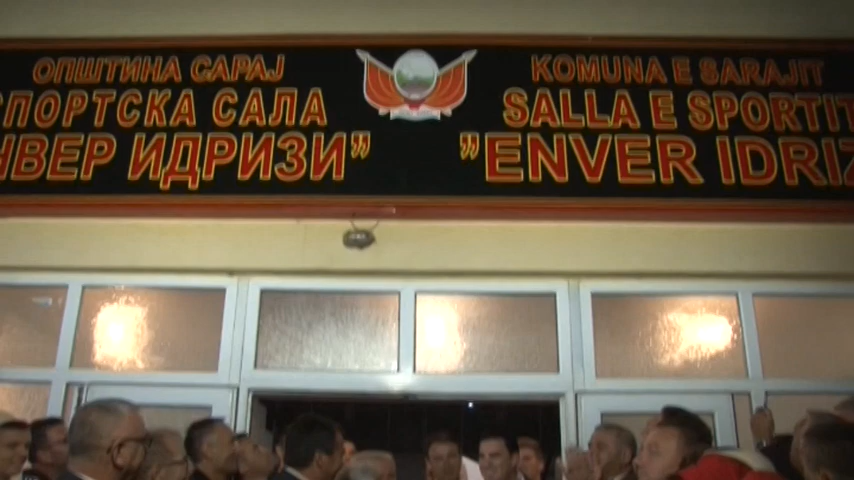 ОПШТИНА САРАЈ
СПОРТСКА САЛА
НВЕР ИДРИЗИ”
KOMUNA E SARAJIT
SALLA E SPORTIT
”ENVER IDRIZ